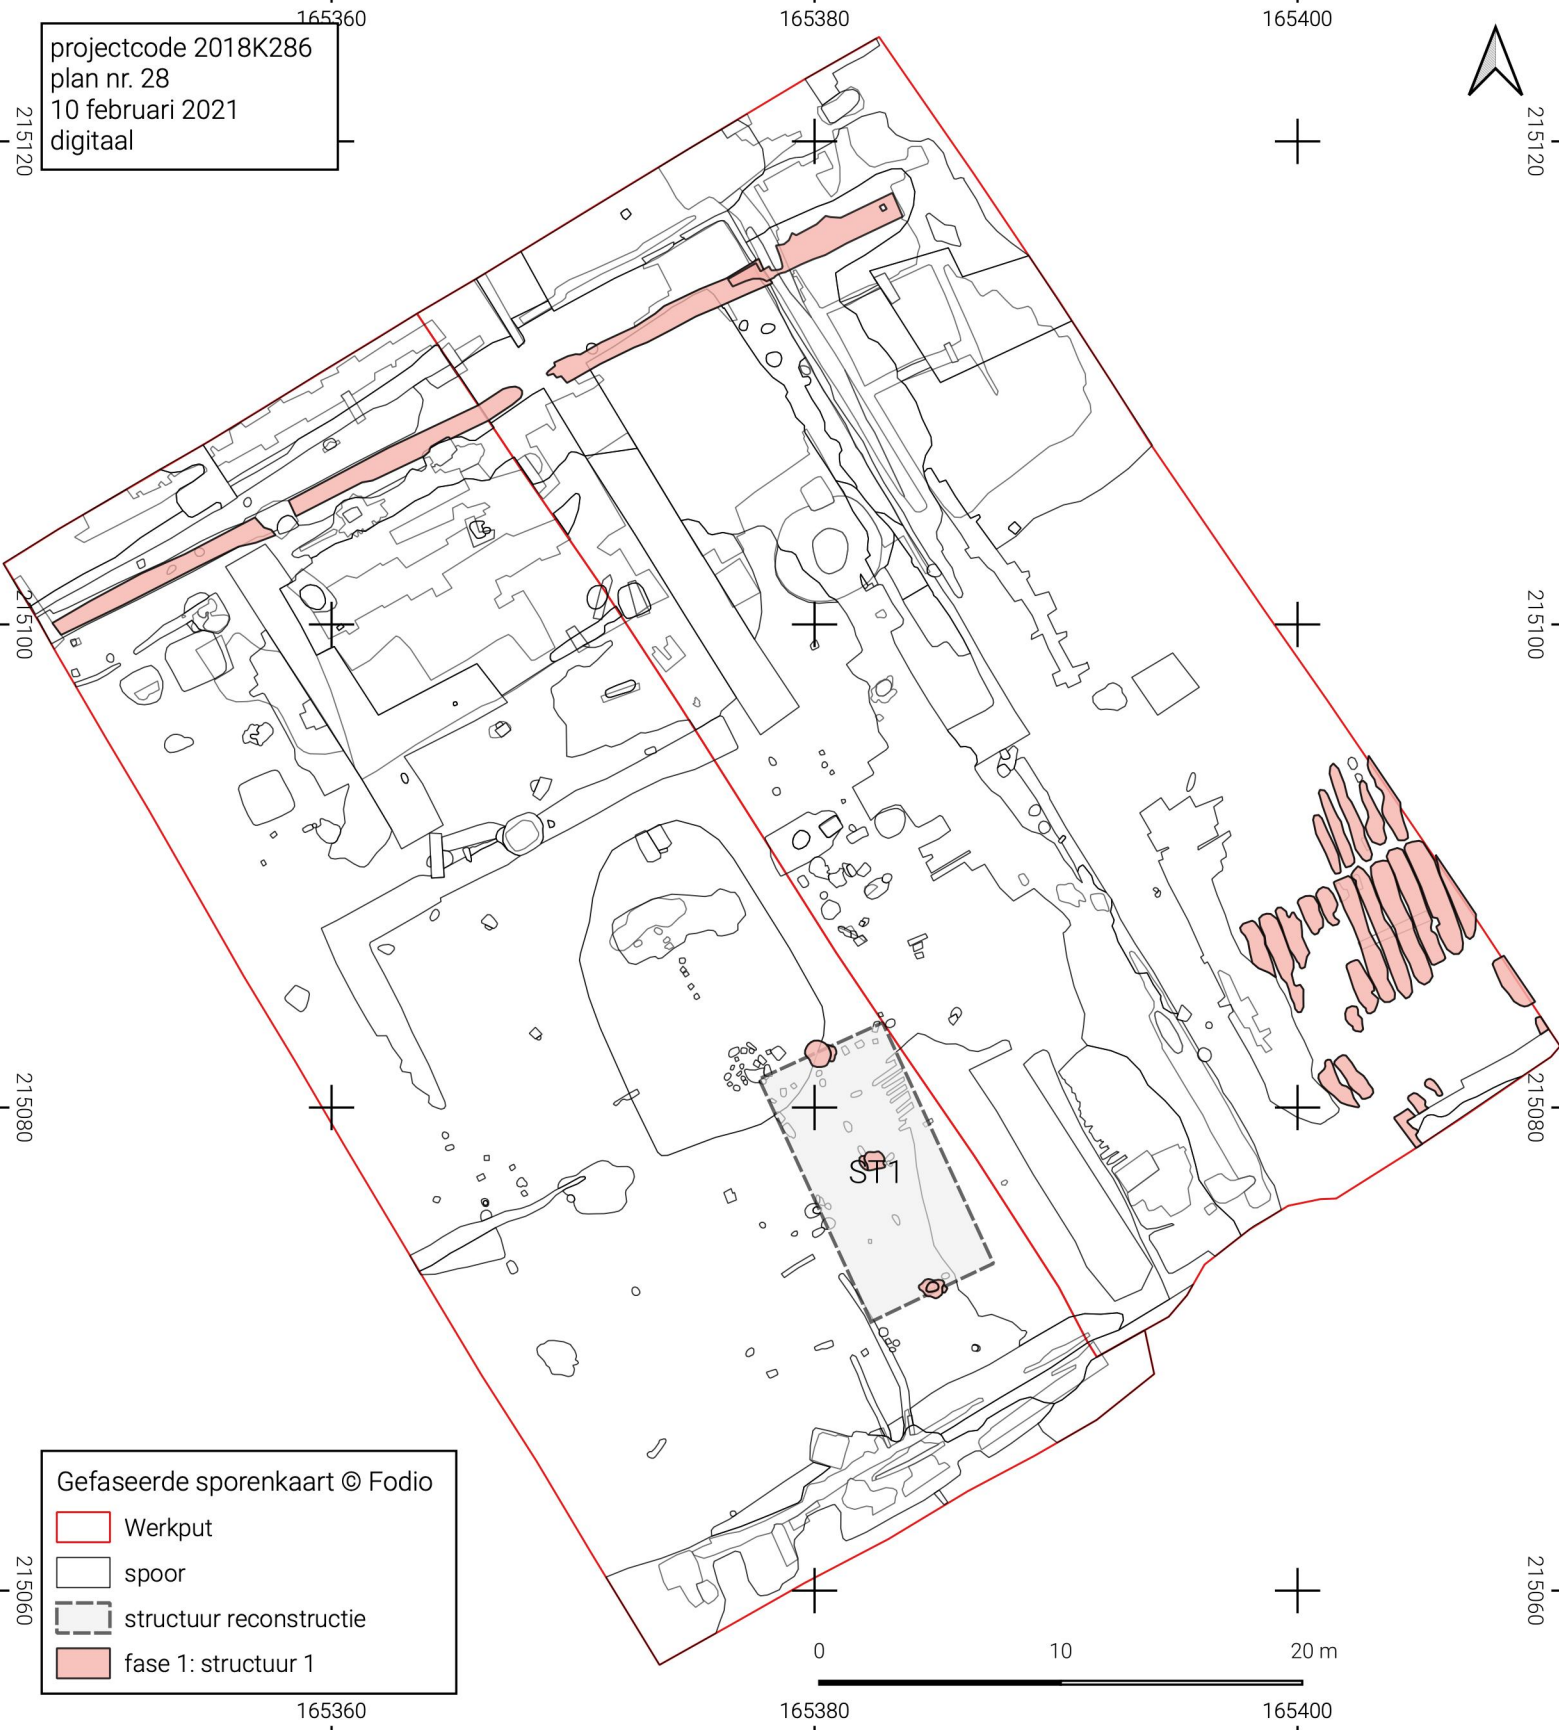 165360
165380
165400
projectcode 2018K286
plan nr. 28
10 februari 2021
digitaal
215120
215120
215100
215100
215080
215080
ST1
Gefaseerde sporenkaart © Fodio
Werkput
spoor
structuur reconstructie
fase 1: structuur 1
215060
215060
0 10 20 m
165360
165380
165400